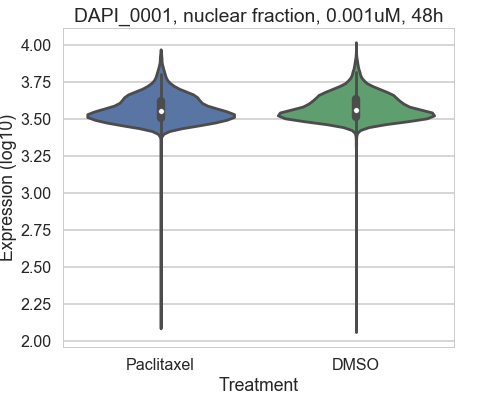 DAPI_0001, nuclear fraction, 0.001uM, 48h
4.00
3.75
3.50
3.25
3.00
2.75
2.50
2.25
2.00
Expression (log10)
Paclitaxel
DMSO
Treatment